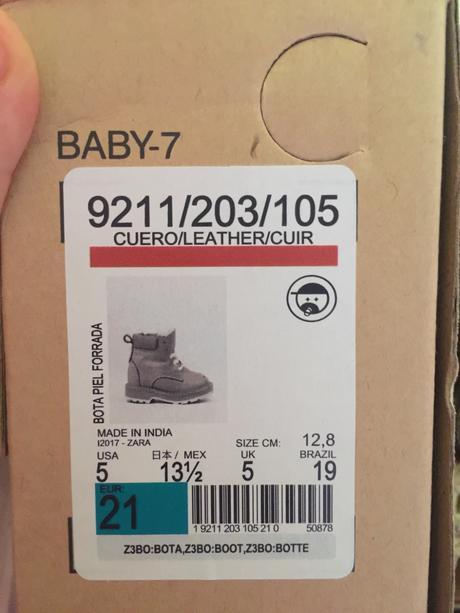 BABY-7
9211/203/105
CUERO/LEATHER/CUIR
BOTA PIEL FORRADA
MADE IN INDIA
I2017 - ZARA
SIZE CM: 12,8
USA 日本 / MEX UK BRAZIL
5 13½ 5 19
EUR:
21
1 9211 203 105 21 0 50878
Z3BO:BOTA,Z3BO:BOOT,Z3BO:BOTTE